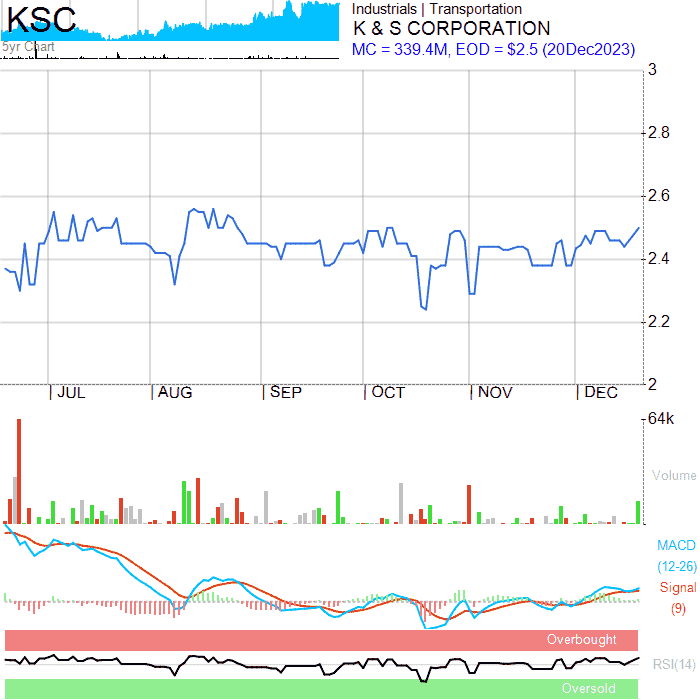 KSC
5yr Chart
Industrials | Transportation
K & S CORPORATION
MC = 339.4M, EOD = $2.5 (20Dec2023)
3
2.8
2.6
2.4
2.2
2
JUL AUG SEP OCT NOV DEC
64k
Volume
MACD
(12-26)
Signal
(9)
Overbought
RSI(14)
Oversold